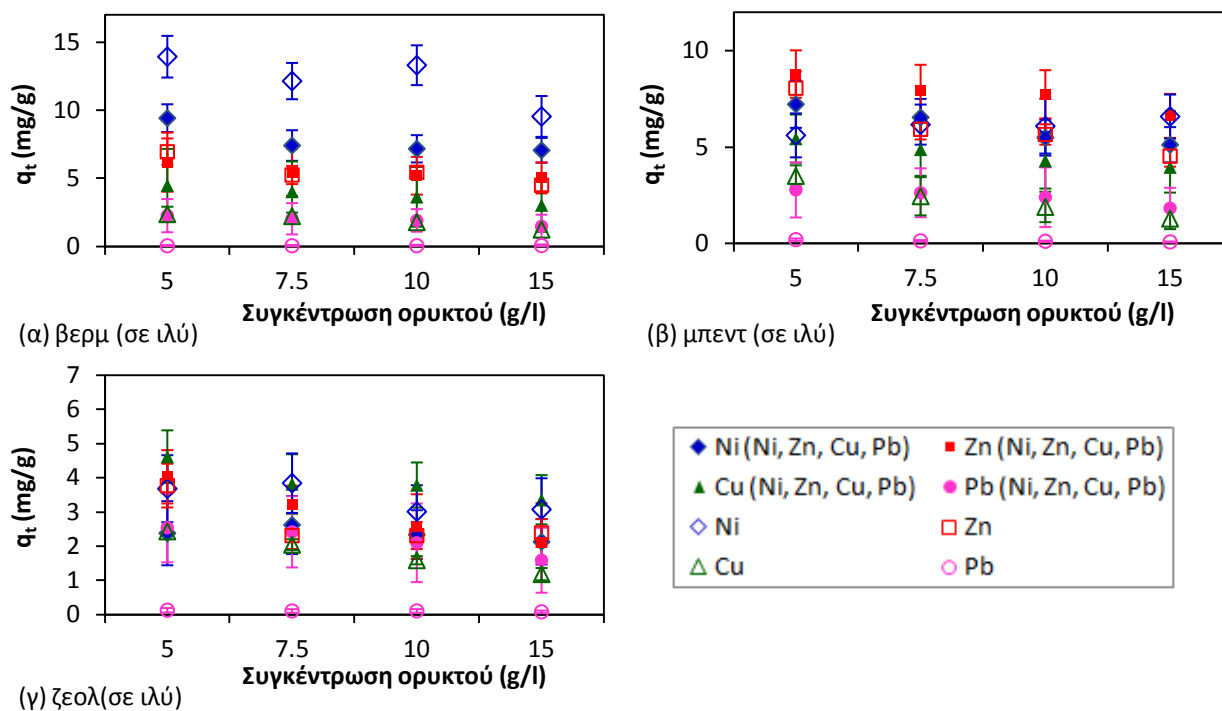 15
10
5
0
qt (mg/g)
5 7.5 10 15
Συγκέντρωση ορυκτού (g/l)
(α) βερμ (σε ιλύ)
10
5
0
qt (mg/g)
5 7.5 10 15
Συγκέντρωση ορυκτού (g/l)
(β) μπεντ (σε ιλύ)
7
6
5
4
3
2
1
0
qt (mg/g)
5 7.5 10 15
Συγκέντρωση ορυκτού (g/l)
(γ) ζεολ(σε ιλύ)
Ni (Ni, Zn, Cu, Pb) Zn (Ni, Zn, Cu, Pb)
Cu (Ni, Zn, Cu, Pb) Pb (Ni, Zn, Cu, Pb)
Ni Zn
Cu Pb